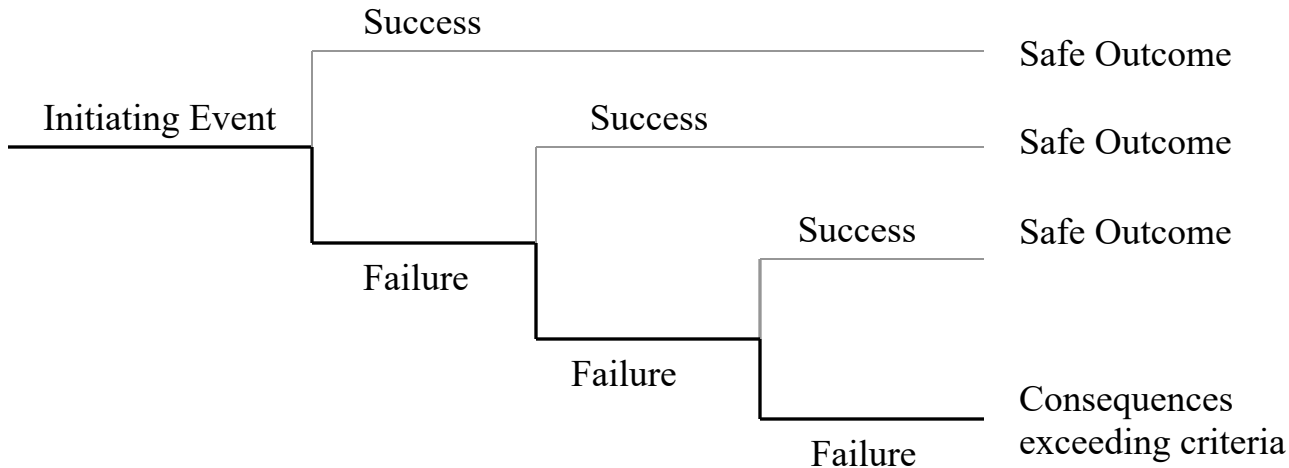 Success
Safe Outcome
Initiating Event
Success
Safe Outcome
Success
Safe Outcome
Failure
Failure
Consequences
exceeding criteria
Failure